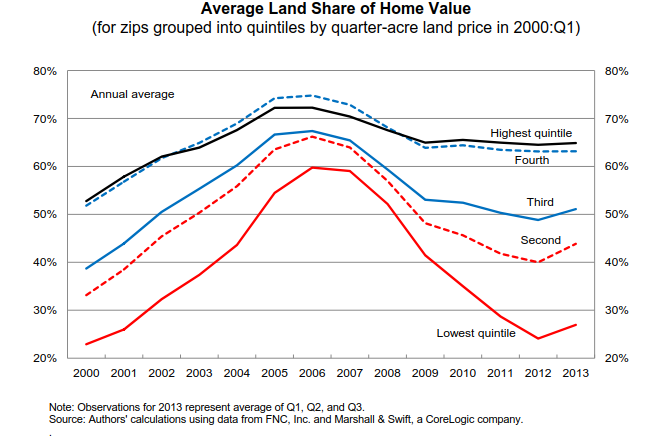 Average Land Share of Home Value
(for zips grouped into quintiles by quarter-acre land price in 2000:Q1)
80% 80%
Annual average
70% 70%
Highest quintile
60% 60%
Fourth
Third
50% 50%
Second
40% 40%
30% 30%
Lowest quintile
20% 20%
2000 2001 2002 2003 2004 2005 2006 2007 2008 2009 2010 2011 2012 2013
Note: Observations for 2013 represent average of Q1, Q2, and Q3.
Source: Authors' calculations using data from FNC, Inc. and Marshall & Swift, a CoreLogic company.
.